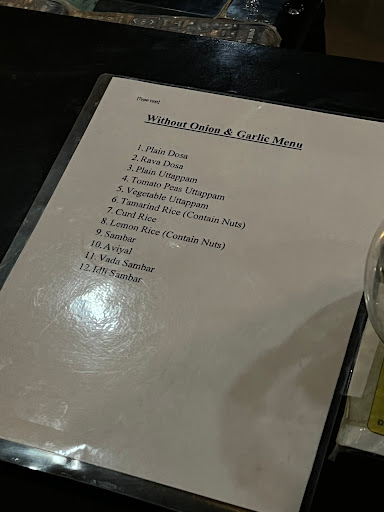 Without Onion & Garlic Menu
1. Plain Dosa
2. Rava Dosa
3. Plain Uttappam
4. Tomato Peas Uttappam
5. Vegetable Uttappam
6. Tamarind Rice (Contain Nuts)
7. Curd Rice
8. Lemon Rice (Contain Nuts)
9. Sambar
10. Aviyal
11. Vada Sambar
12. Idli Sambar